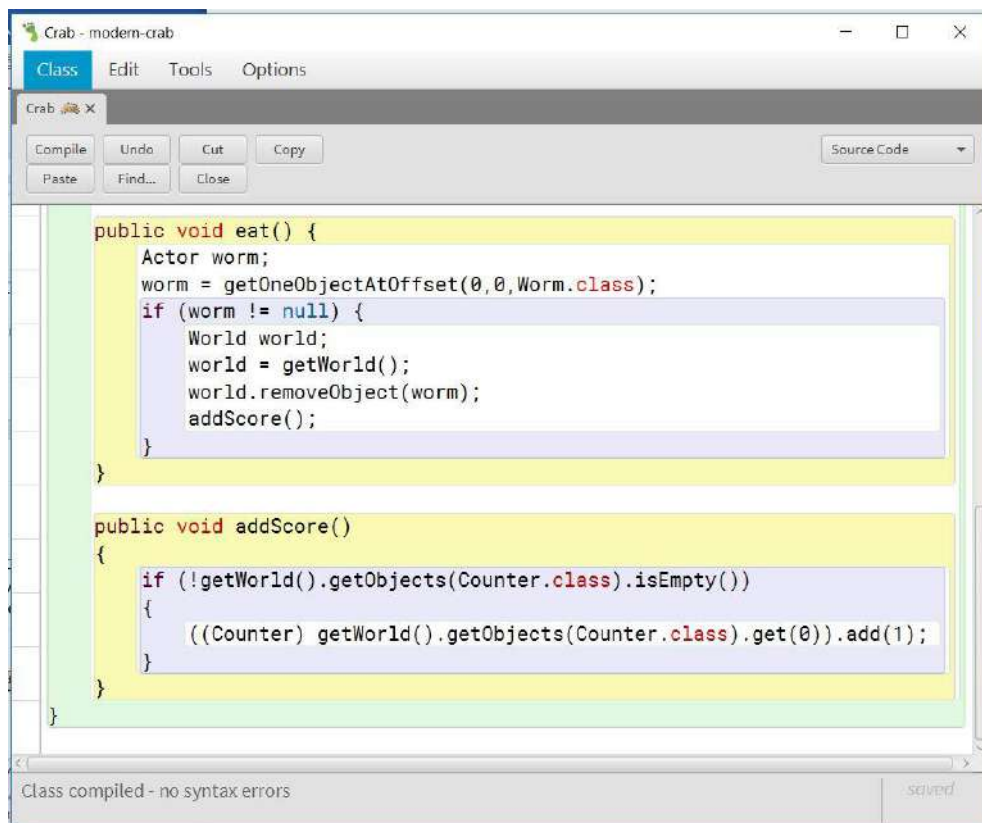 Crab - modern-crab
Class Edit Tools Options
Crab
Compile Undo Cut Copy Source Code
Paste Find... Close
public void eat() {
Actor worm;
worm = getOneObjectAtOffset(0,0,Worm.class);
if (worm != null) {
World world;
world = getWorld();
world.removeObject(worm);
addScore();
}
}
public void addScore()
{
if (!getWorld().getObjects(Counter.class).isEmpty())
{
((Counter) getWorld().getObjects(Counter.class).get(0)).add(1);
}
}
}
Class compiled - no syntax errors saved